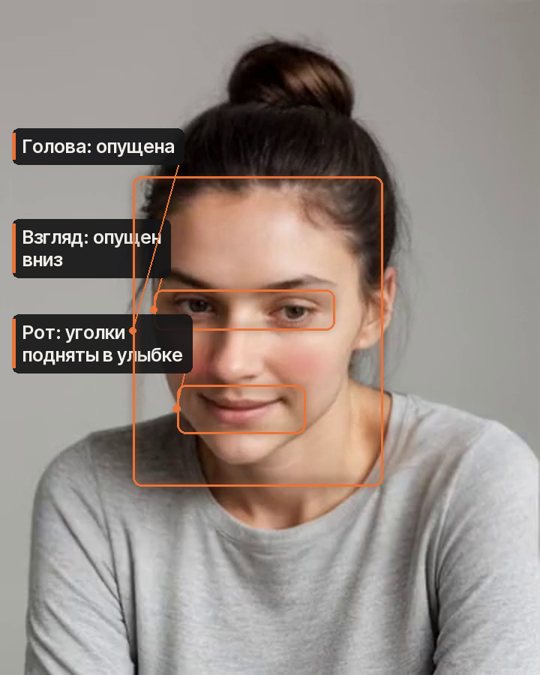 Голова: опущена
Взгляд: опущен
вниз
Рот: уголки
подняты в улыбке